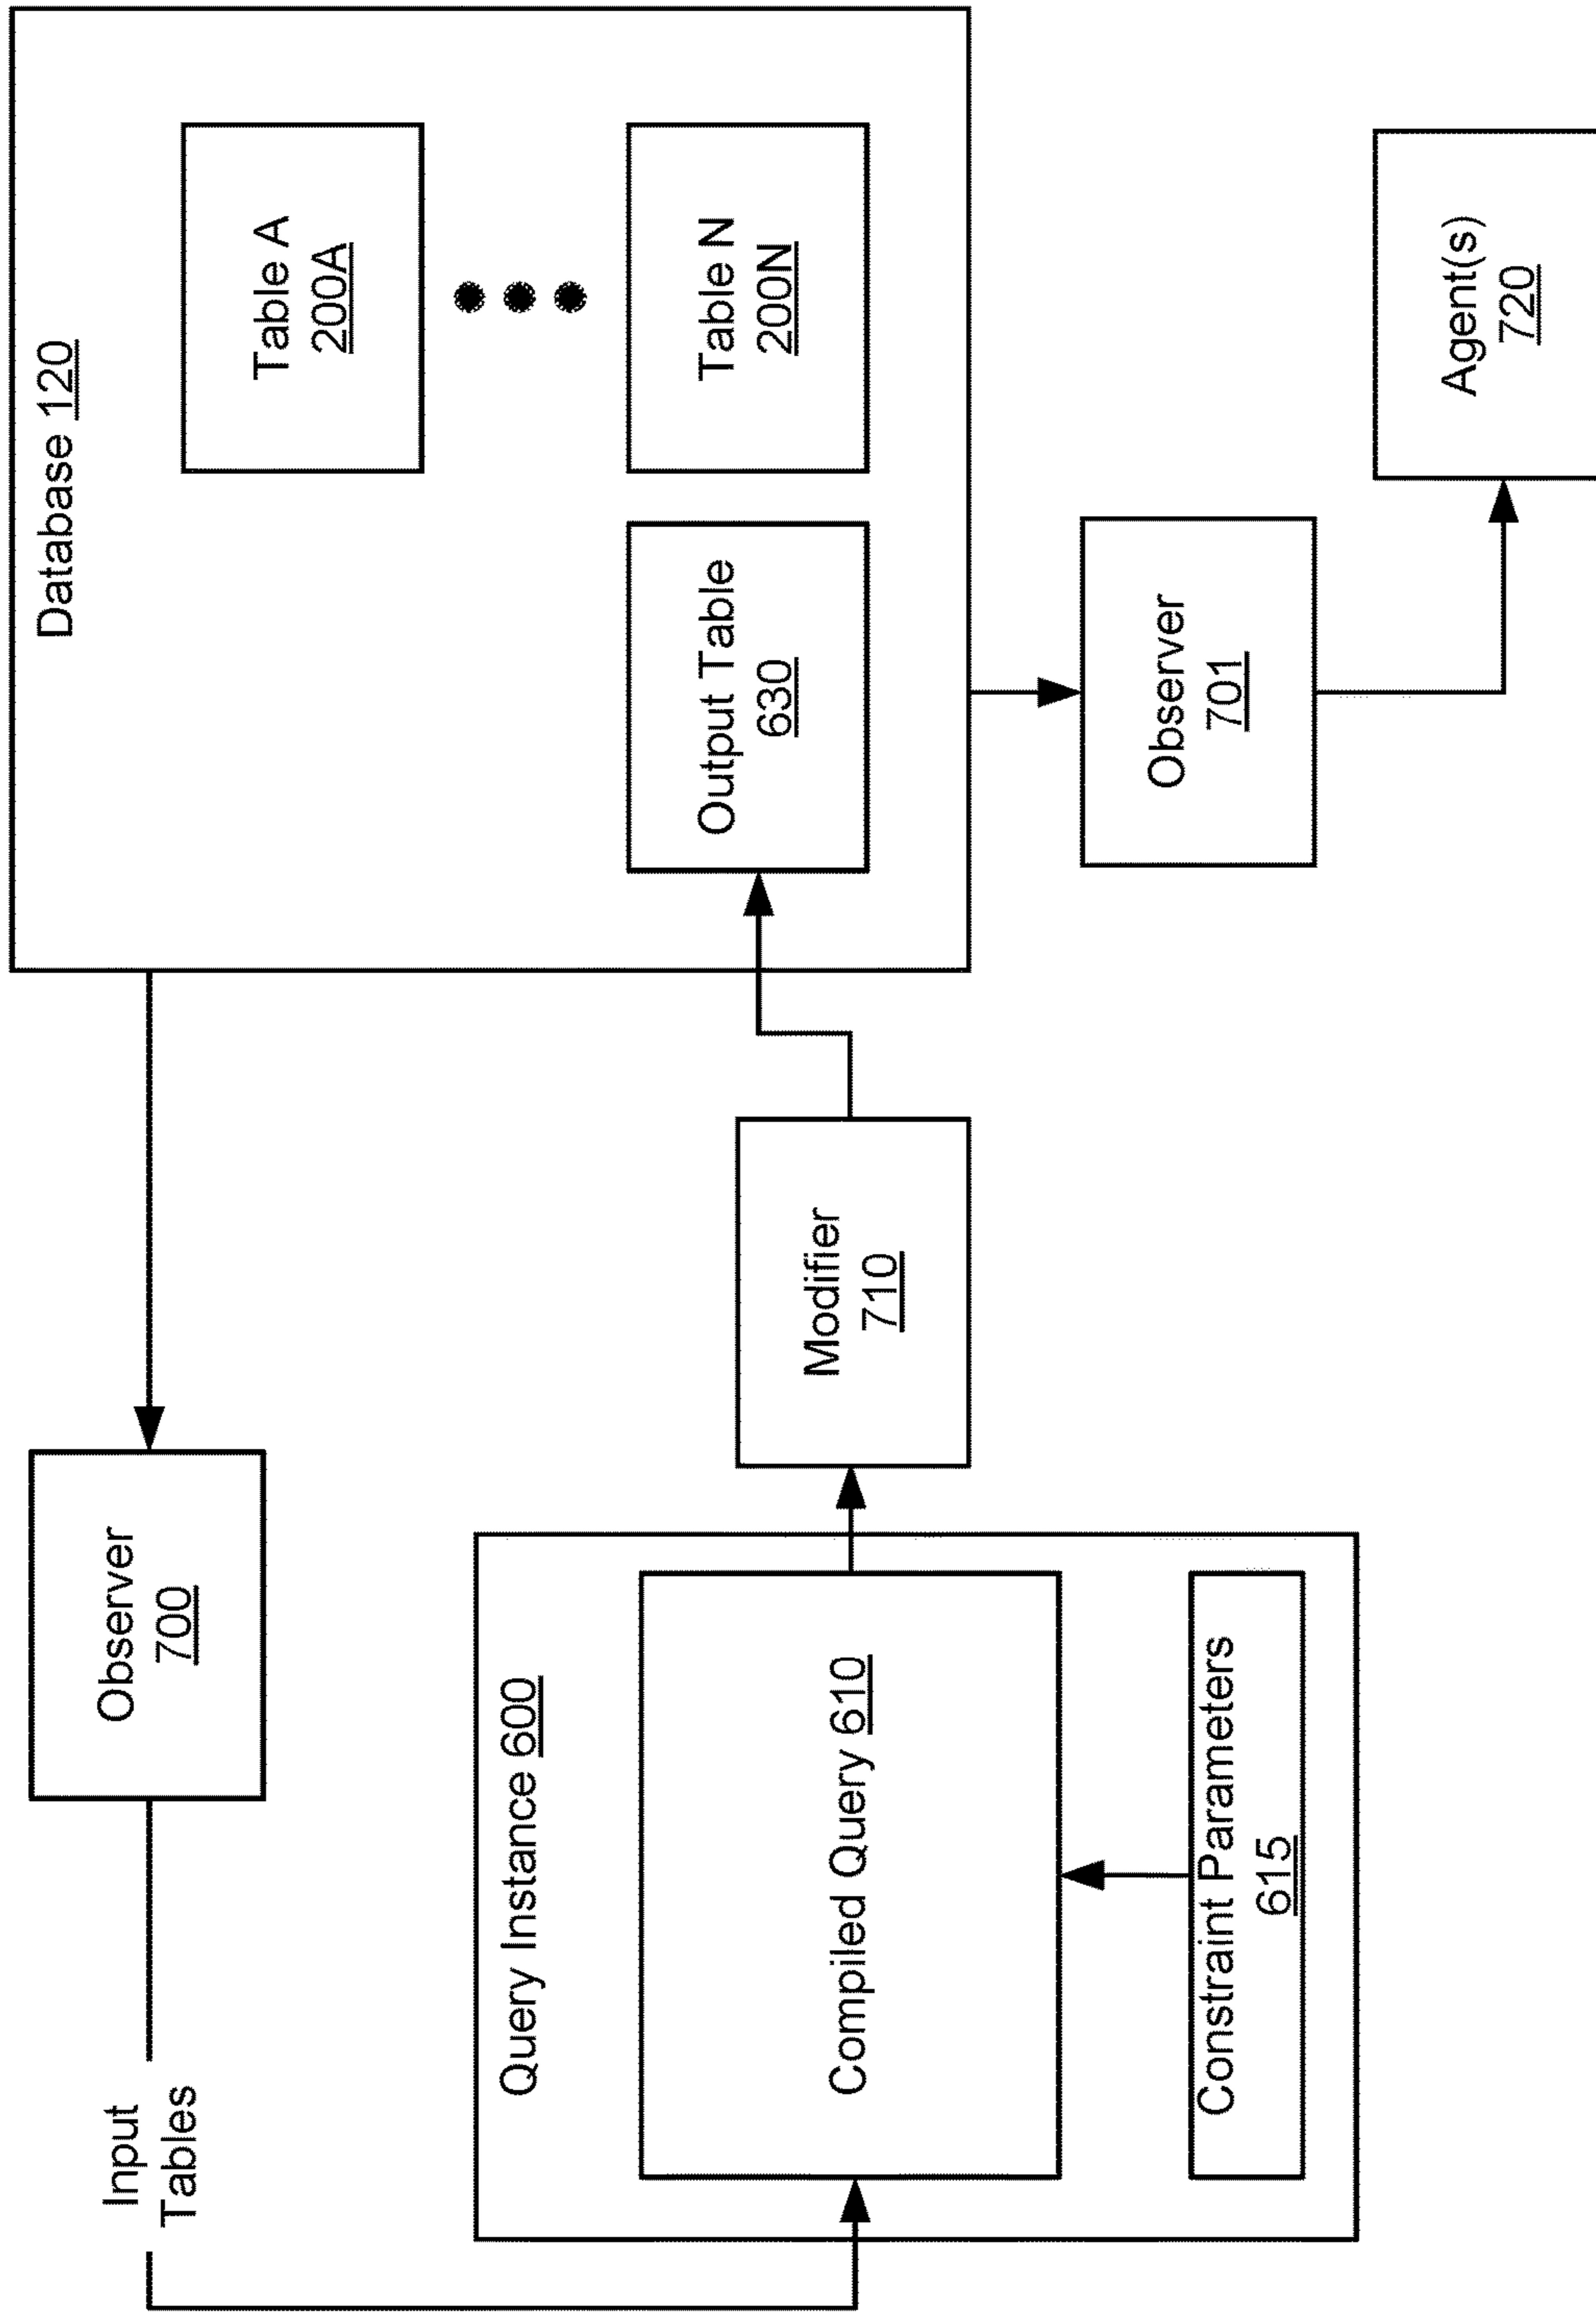 Database 120
Table A
200A
Table N
200N
Output Table
630
Observer
700
Input
Tables
Query Instance 600
Compiled Query 610
Constraint Parameters
615
Modifier
710
Observer
701
Agent(s)
720